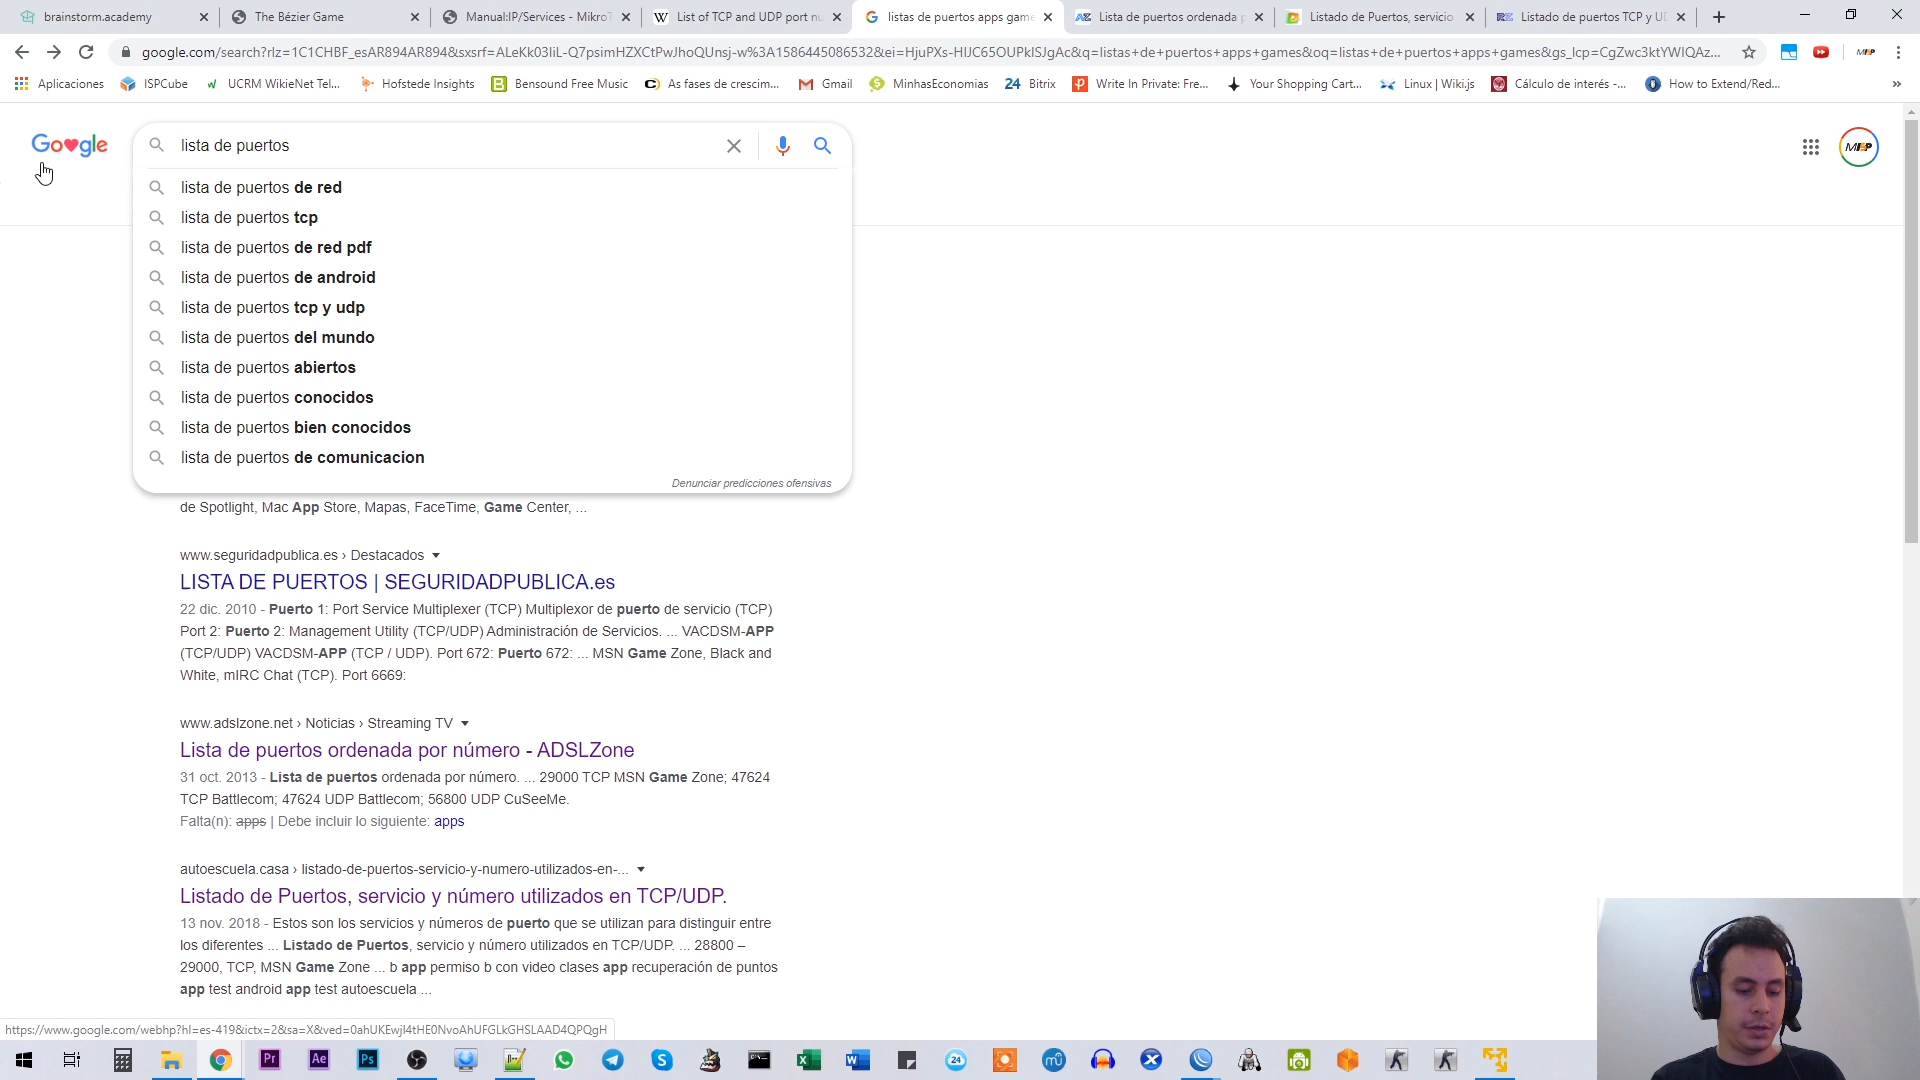 brainstorm.academy
The Bézier Game
Manual:IP/Services - MikroT
List of TCP and UDP port nu
listas de puertos apps game
Lista de puertos ordenada p
Listado de Puertos, servicio
Listado de puertos TCP y U
google.com/search?rlz=1C1CHBF_esAR894AR894&sxsrf=ALeKk03IiL-Q7psimHZXCtPwJhoQUnsj-w%3A1586445086532&ei=HjuPXs-HIJC65OUPkISJgAc&q=listas+de+puertos+apps+games&oq=listas+de+puertos+apps+games&gs_lcp=CgZwc3ktYWIQAz...
Aplicaciones
ISPCube
UCRM WikieNet Tel...
Hofstede Insights
Bensound Free Music
As fases de crescim...
Gmail
MinhasEconomias
24 Bitrix
Write In Private: Fre...
Your Shopping Cart...
Linux | Wiki.js
Cálculo de interés -...
How to Extend/Red...
Google
lista de puertos
lista de puertos de red
lista de puertos tcp
lista de puertos de red pdf
lista de puertos de android
lista de puertos tcp y udp
lista de puertos del mundo
lista de puertos abiertos
lista de puertos conocidos
lista de puertos bien conocidos
lista de puertos de comunicacion
Denunciar predicciones ofensivas
de Spotlight, Mac App Store, Mapas, FaceTime, Game Center, ...
www.seguridadpublica.es › Destacados
LISTA DE PUERTOS | SEGURIDADPUBLICA.es
22 dic. 2010 - Puerto 1: Port Service Multiplexer (TCP) Multiplexor de puerto de servicio (TCP)
Port 2: Puerto 2: Management Utility (TCP/UDP) Administración de Servicios. ... VACDSM-APP
(TCP/UDP) VACDSM-APP (TCP / UDP). Port 672: Puerto 672: ... MSN Game Zone, Black and
White, mIRC Chat (TCP). Port 6669:
www.adslzone.net › Noticias › Streaming TV
Lista de puertos ordenada por número - ADSLZone
31 oct. 2013 - Lista de puertos ordenada por número. ... 29000 TCP MSN Game Zone; 47624
TCP Battlecom; 47624 UDP Battlecom; 56800 UDP CuSeeMe.
Falta(n): apps | Debe incluir lo siguiente: apps
autoescuela.casa › listado-de-puertos-servicio-y-numero-utilizados-en-...
Listado de Puertos, servicio y número utilizados en TCP/UDP.
13 nov. 2018 - Estos son los servicios y números de puerto que se utilizan para distinguir entre
los diferentes ... Listado de Puertos, servicio y número utilizados en TCP/UDP. ... 28800 –
29000, TCP, MSN Game Zone ... b app permiso b con video clases app recuperación de puntos
app test android app test autoescuela ...
https://www.google.com/webhp?hl=es-419&ictx=2&sa=X&ved=0ahUKEwjI4tHE0NvoAhUFGLkGHSLAAD4QPQgH
Pr
Ae
Ps
24